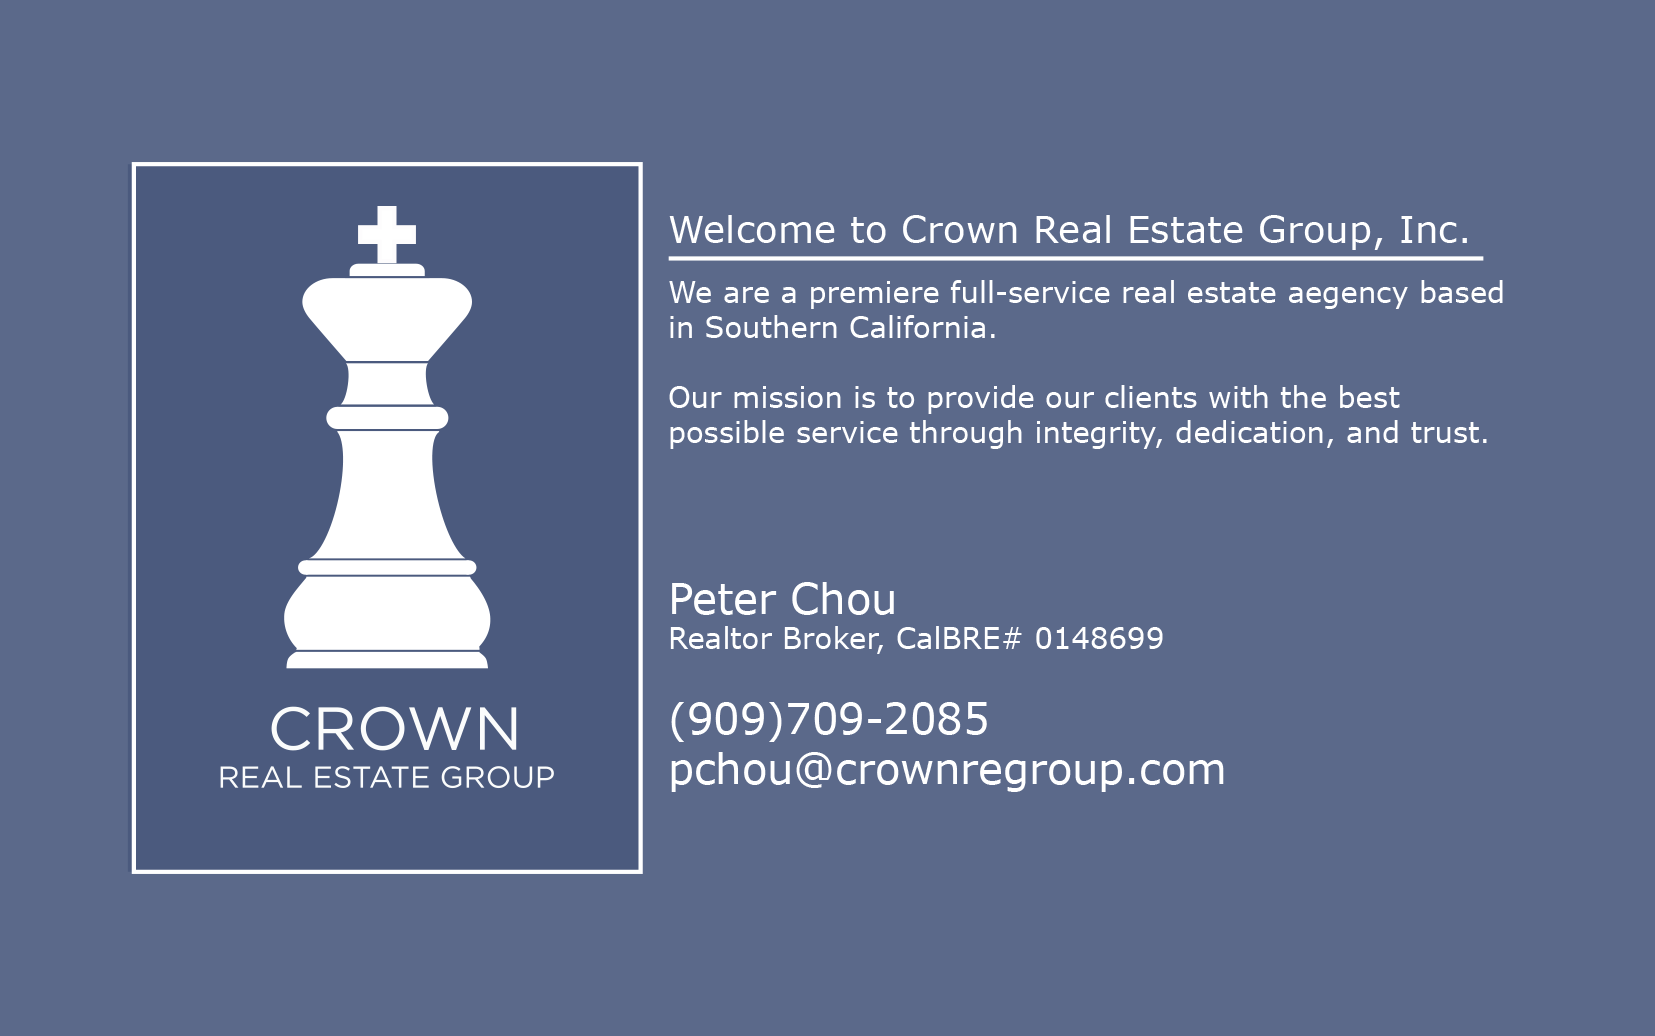 CROWN
REAL ESTATE GROUP
Welcome to Crown Real Estate Group, Inc.
We are a premiere full-service real estate aegency based
in Southern California.
Our mission is to provide our clients with the best
possible service through integrity, dedication, and trust.
Peter Chou
Realtor Broker, CalBRE# 0148699
(909)709-2085
pchou@crownregroup.com